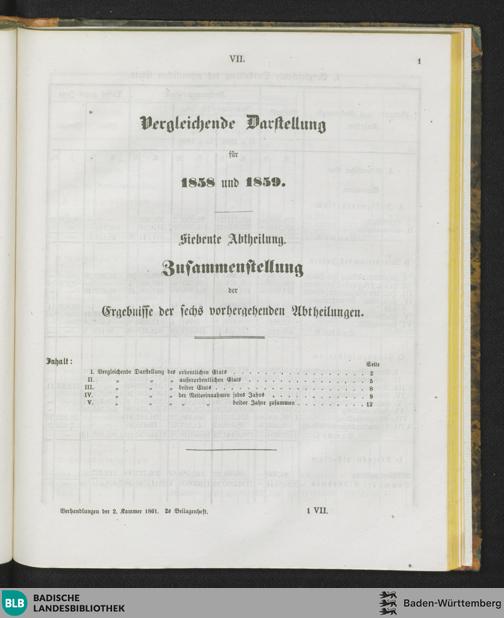 VII.
1
Vergleichende Darstellung
für
1858 und 1859.
Siebente Abtheilung.
Zusammenstellung
der
Ergebnisse der sechs vorhergehenden Abtheilungen.
Inhalt:
Seite
I. Vergleichende Darstellung des ordentlichen Etats . . . . . . . . . . . . . . . . 2
II. „ „ „ außerordentlichen Etats . . . . . . . . . . . . . . 5
III. „ „ „ beider Etats . . . . . . . . . . . . . . . . . . 8
IV. „ „ „ der Reineinnahmen jedes Jahres . . . . . . . . . . . 9
V. „ „ „ „ „ beider Jahre zusammen . . . . . . . . 12
Verhandlungen der 2. Kammer 1861. 2s Beilagenheft.
1 VII.
BLB BADISCHE
LANDESBIBLIOTHEK
Baden-Württemberg